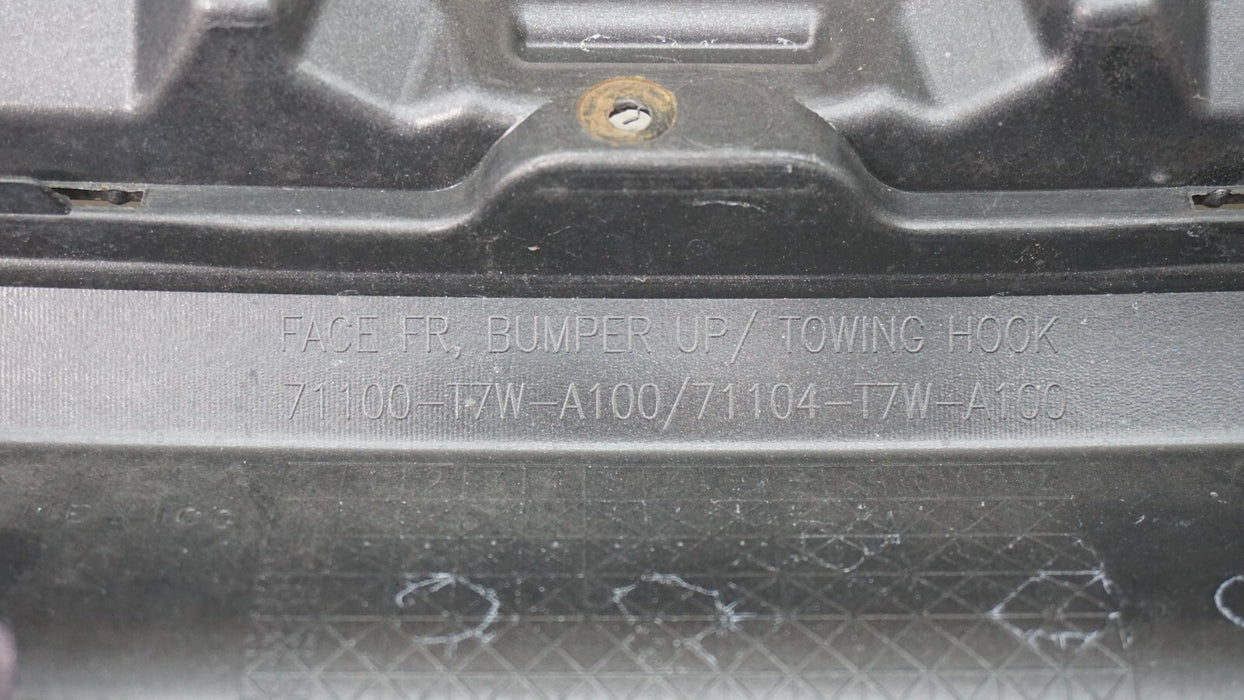 FACE FR, BUMPER UP/ TOWING HOOK
71100-T7W-A100/71104-T7W-A100